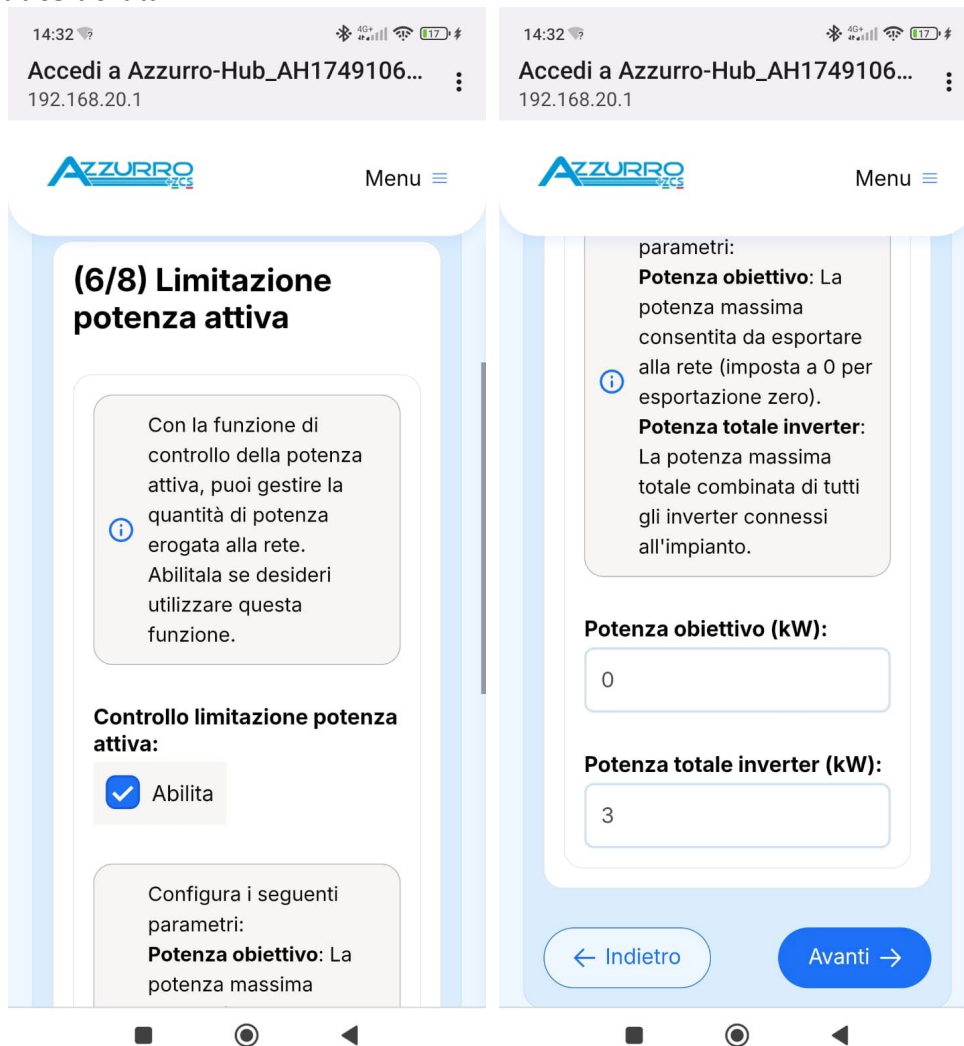 14:32
4G+
17
Accedi a Azzurro-Hub_AH1749106...
192.168.20.1
AZZURRO
ZCS
Menu
(6/8) Limitazione
potenza attiva
Con la funzione di
controllo della potenza
attiva, puoi gestire la
quantità di potenza
erogata alla rete.
Abilitala se desideri
utilizzare questa
funzione.
Controllo limitazione potenza
attiva:
Abilita
Configura i seguenti
parametri:
Potenza obiettivo: La
potenza massima
14:32
4G+
17
Accedi a Azzurro-Hub_AH1749106...
192.168.20.1
AZZURRO
ZCS
Menu
parametri:
Potenza obiettivo: La
potenza massima
consentita da esportare
alla rete (imposta a 0 per
esportazione zero).
Potenza totale inverter:
La potenza massima
totale combinata di tutti
gli inverter connessi
all'impianto.
Potenza obiettivo (kW):
0
Potenza totale inverter (kW):
3
← Indietro
Avanti →